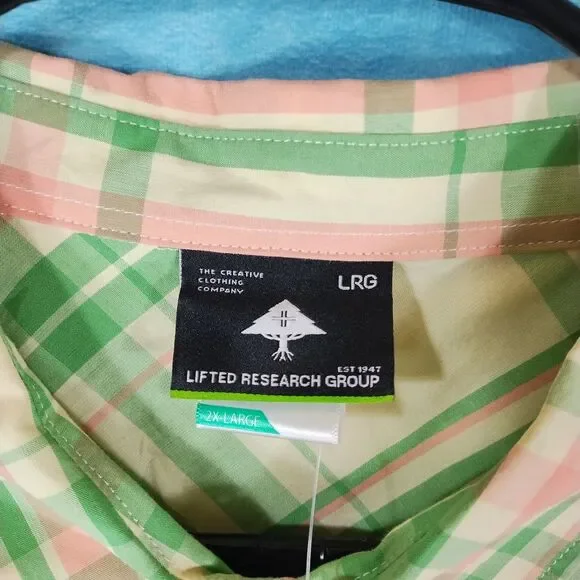 THE CREATIVE
CLOTHING
COMPANY
LRG
EST 1947
LIFTED RESEARCH GROUP
2X-LARGE